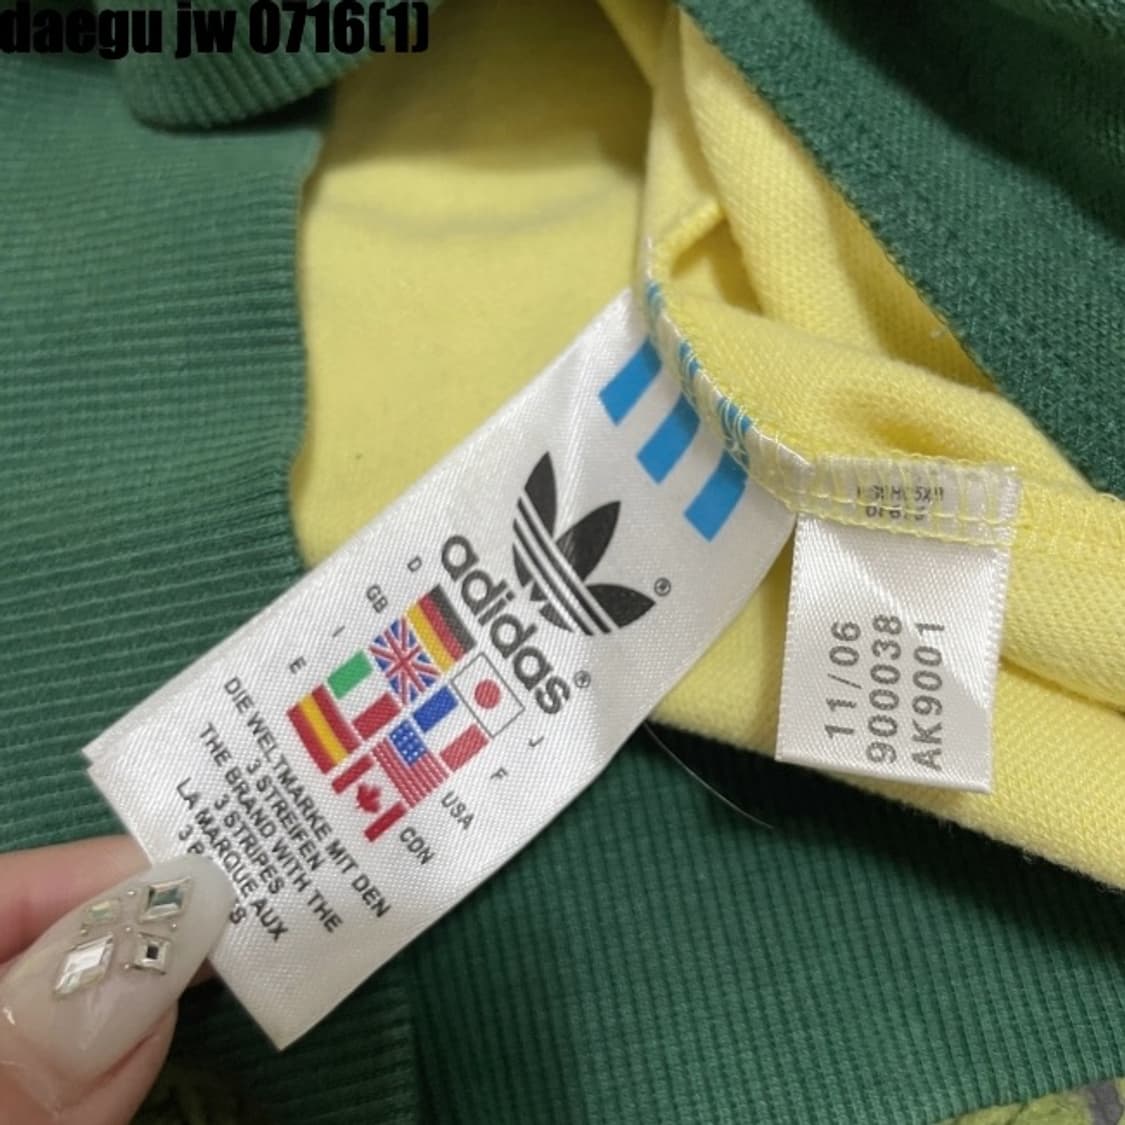 daegu jw 0716(1)
adidas
D
GB
I
E
J
F
USA
CDN
DIE WELTMARKE MIT DEN
3 STREIFEN
THE BRAND WITH THE
3 STRIPES
LA MARQUE AUX
3
11/06
900038
AK9001